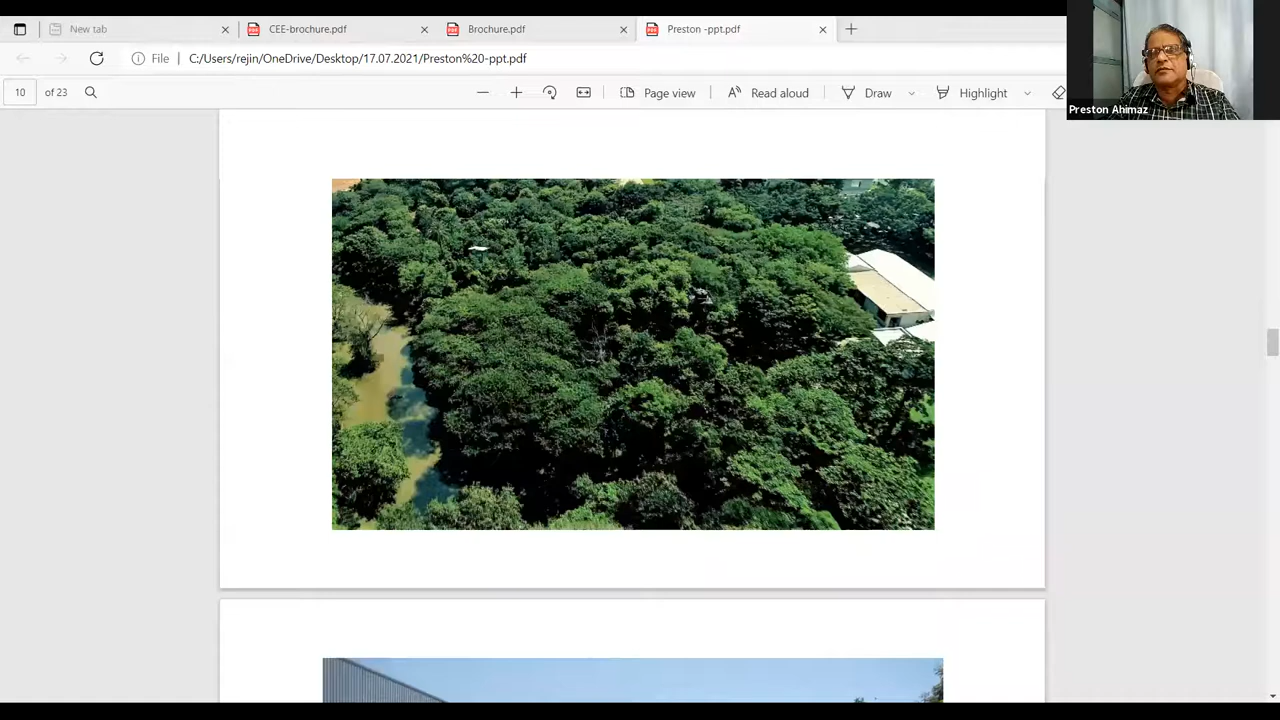 New tab
CEE-brochure.pdf
Brochure.pdf
Preston -ppt.pdf
File
C:/Users/rejin/OneDrive/Desktop/17.07.2021/Preston%20-ppt.pdf
10 of 23
Page view
Read aloud
Draw
Highlight
Preston Ahimaz